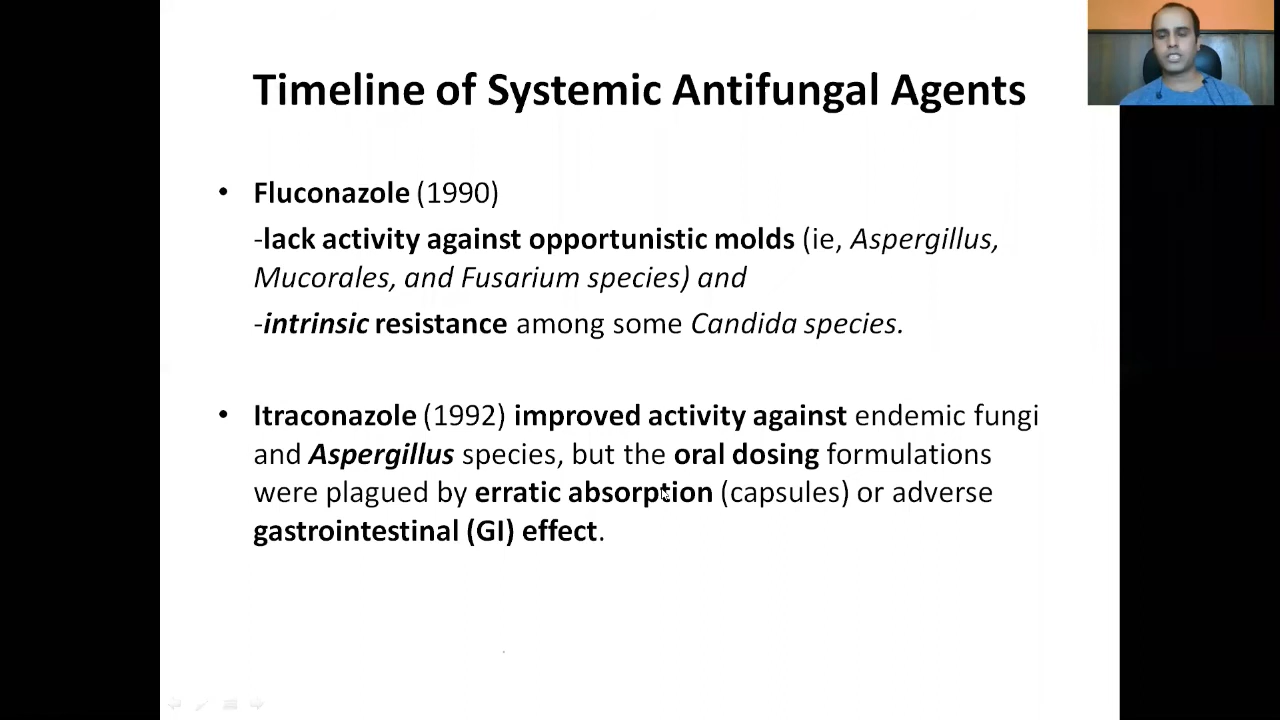 Timeline of Systemic Antifungal Agents
• Fluconazole (1990)
-lack activity against opportunistic molds (ie, Aspergillus,
Mucorales, and Fusarium species) and
-intrinsic resistance among some Candida species.
• Itraconazole (1992) improved activity against endemic fungi
and Aspergillus species, but the oral dosing formulations
were plagued by erratic absorption (capsules) or adverse
gastrointestinal (GI) effect.